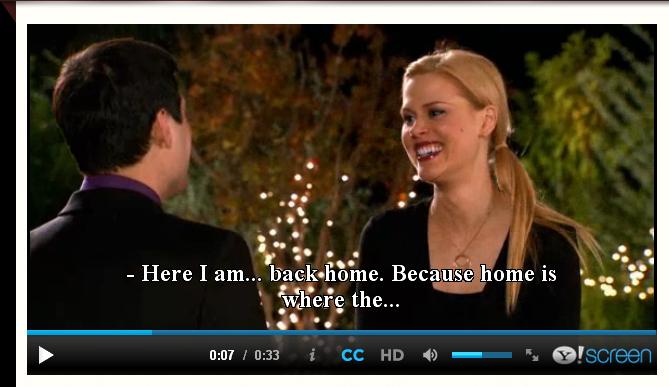 - Here I am... back home. Because home is
where the...
0:07 / 0:33 i CC HD Y! screen